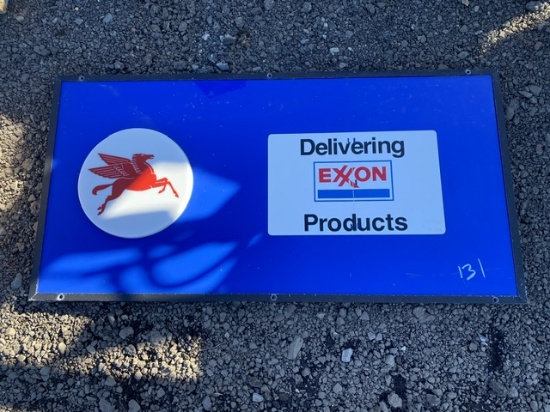 Delivering
EXXON
Products
131